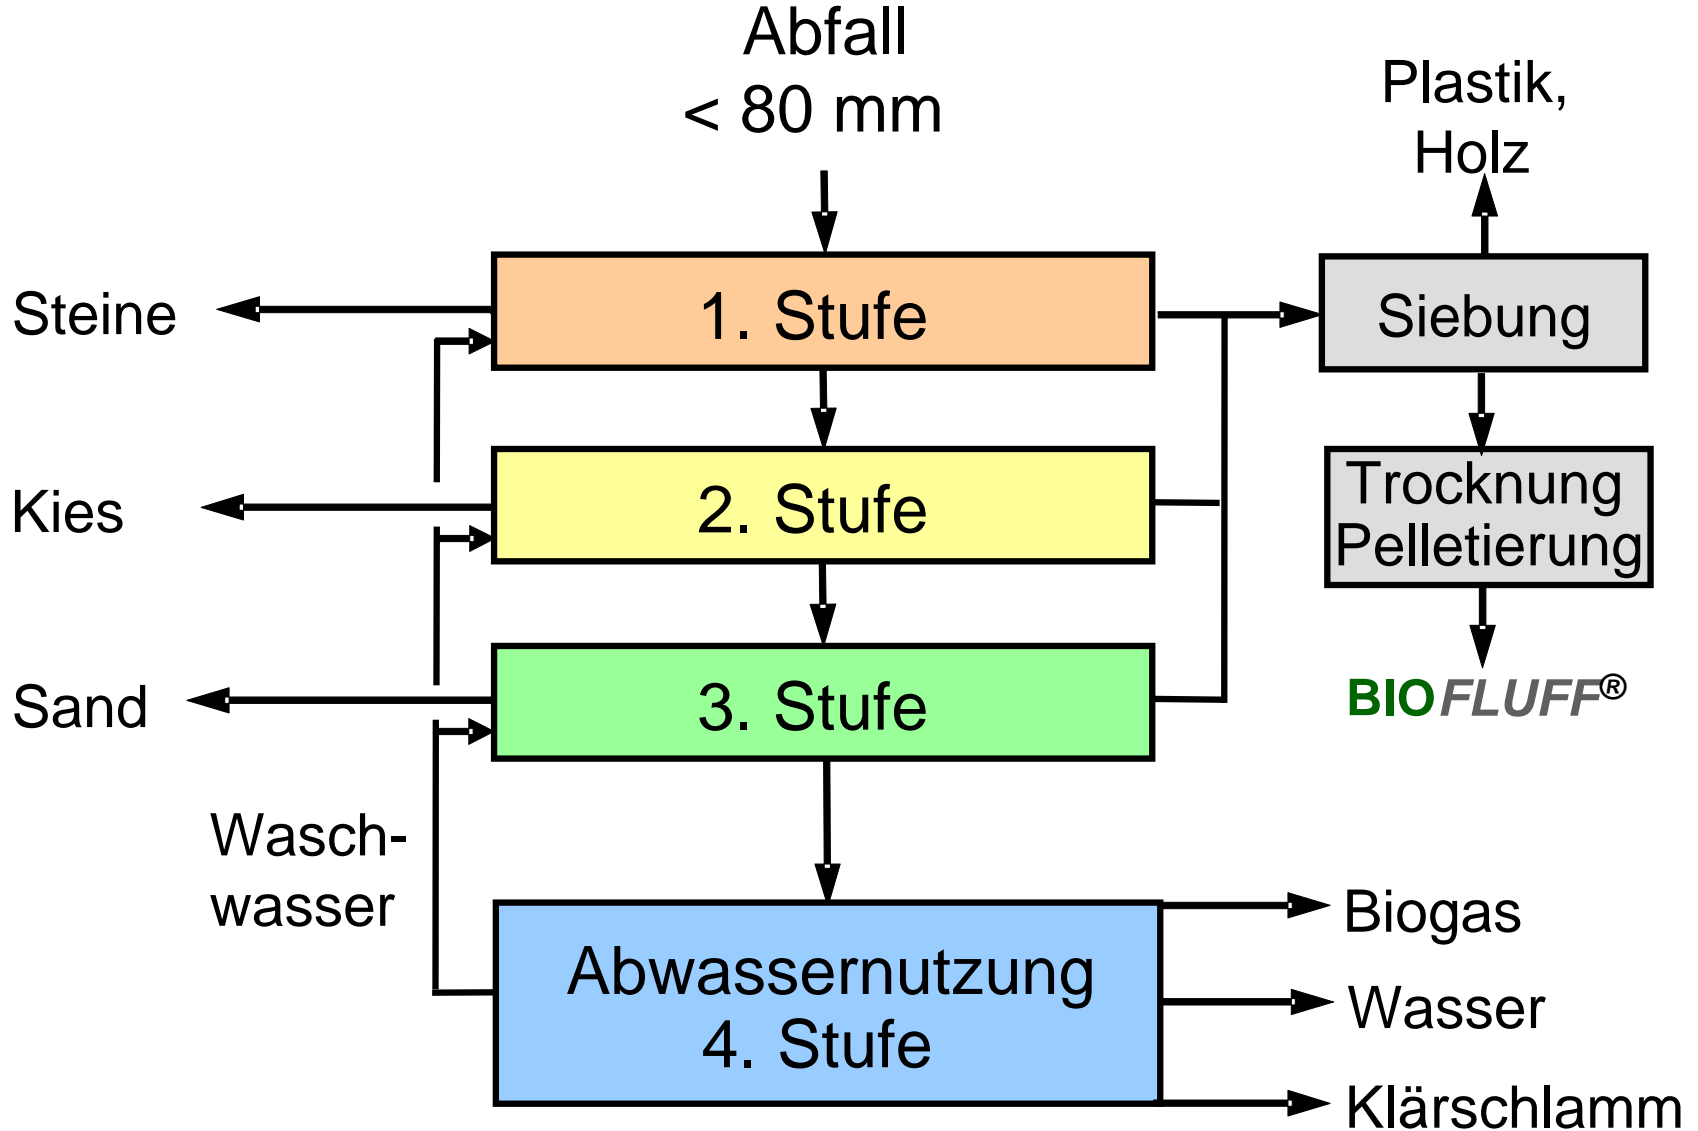 Abfall
< 80 mm
Plastik,
Holz
Steine
1. Stufe
Siebung
Kies
2. Stufe
Trocknung
Pelletierung
Sand
3. Stufe
BIOFLUFF®
Wasch-
wasser
Abwassernutzung
4. Stufe
Biogas
Wasser
Klärschlamm